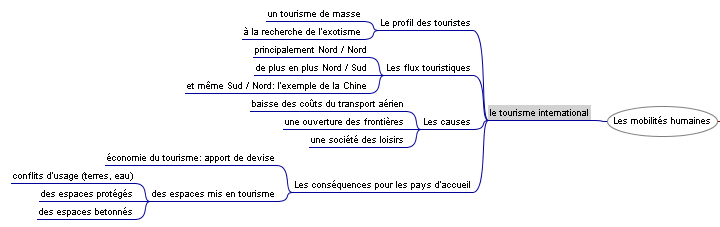 un tourisme de masse
à la recherche de l'exotisme
Le profil des touristes
principalement Nord / Nord
de plus en plus Nord / Sud
et même Sud / Nord: l'exemple de la Chine
Les flux touristiques
baisse des coûts du transport aérien
une ouverture des frontières
une société des loisirs
Les causes
économie du tourisme: apport de devise
conflits d'usage (terres, eau)
des espaces protégés
des espaces betonnés
des espaces mis en tourisme
Les conséquences pour les pays d'accueil
le tourisme international
Les mobilités humaines